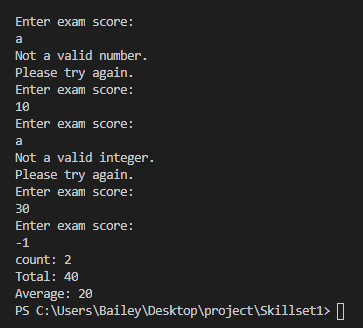 Enter exam score:
a
Not a valid number.
Please try again.
Enter exam score:
10
Enter exam score:
a
Not a valid integer.
Please try again.
Enter exam score:
30
Enter exam score:
-1
count: 2
Total: 40
Average: 20
PS C:\Users\Bailey\Desktop\project\Skillset1>